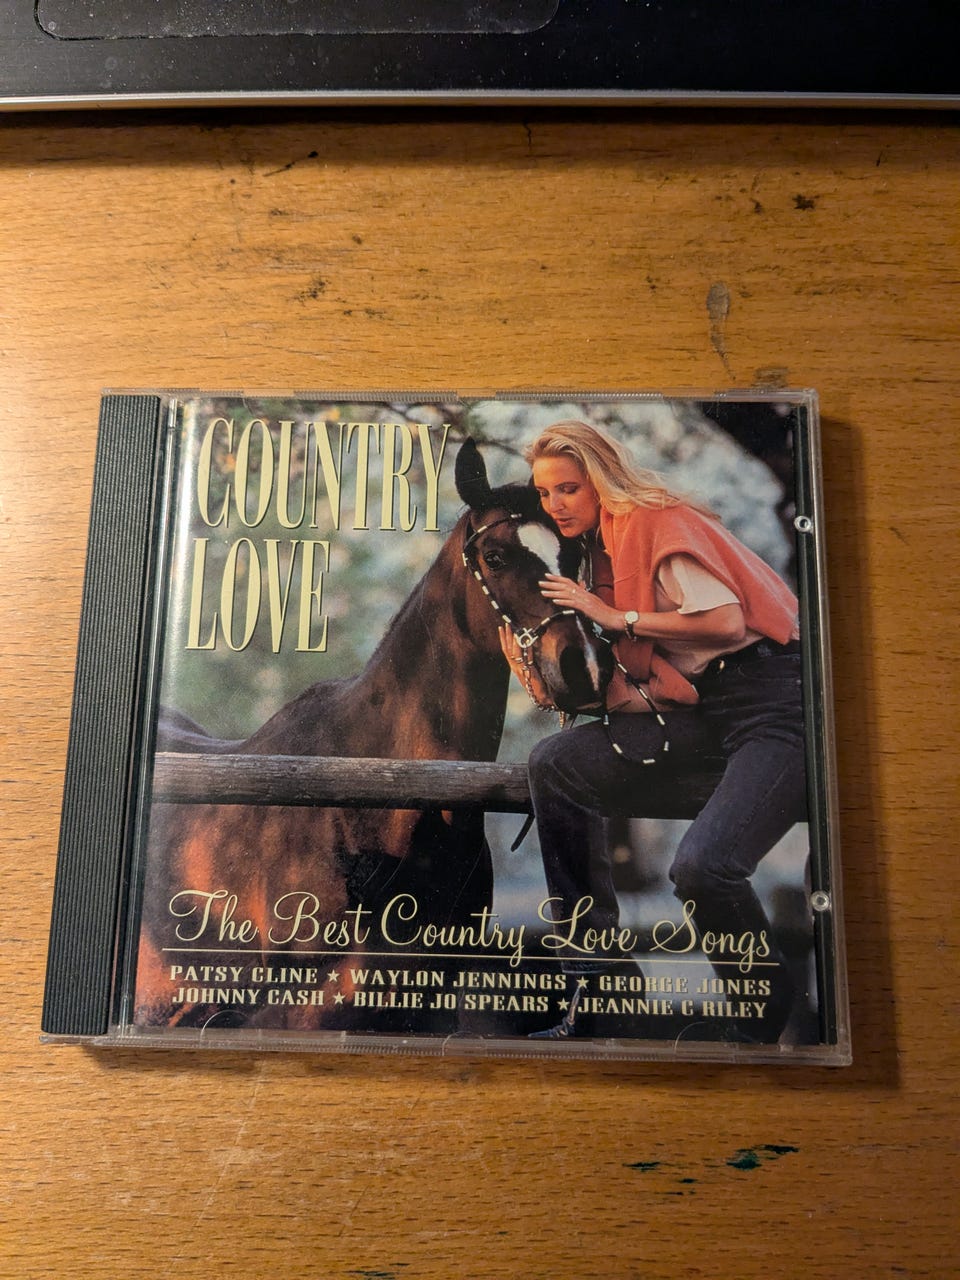 COUNTRY
LOVE
The Best Country Love Songs
PATSY CLINE ★ WAYLON JENNINGS ★ GEORGE JONES
JOHNNY CASH ★ BILLIE JO SPEARS ★ JEANNIE C RILEY